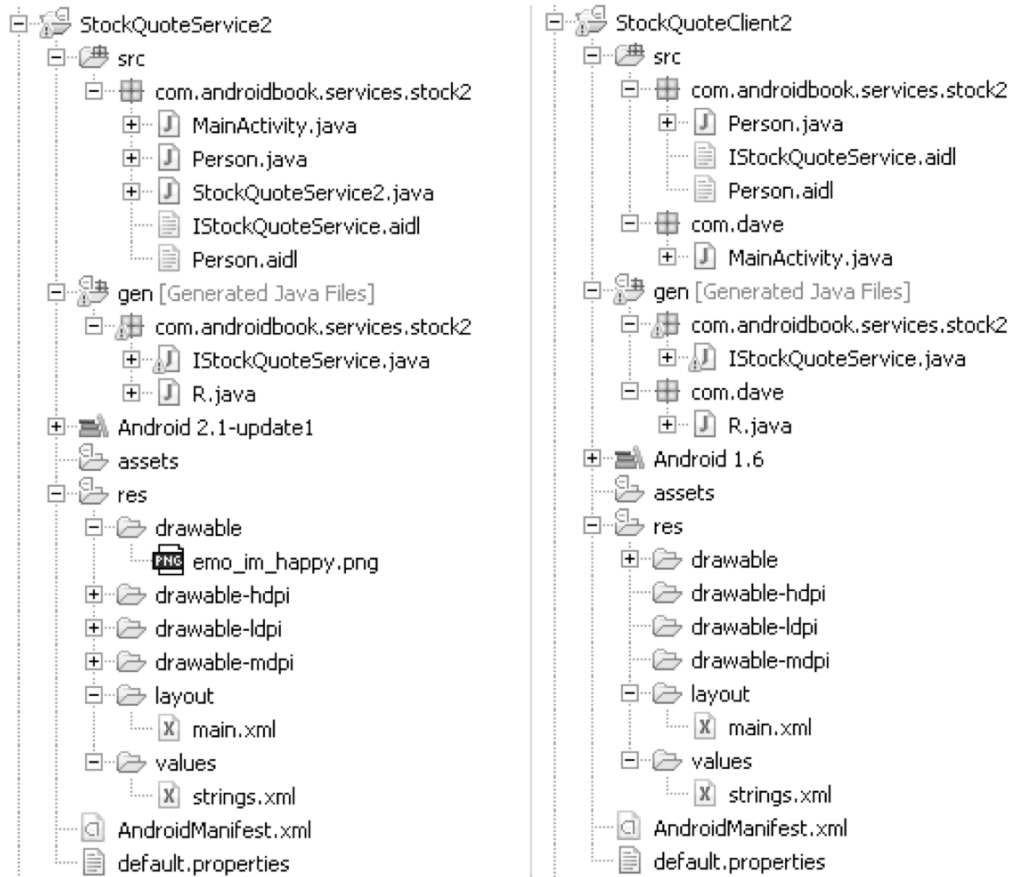 StockQuoteService2
src
com.androidbook.services.stock2
MainActivity.java
Person.java
StockQuoteService2.java
IStockQuoteService.aidl
Person.aidl
gen [Generated Java Files]
com.androidbook.services.stock2
IStockQuoteService.java
R.java
Android 2.1-update1
assets
res
drawable
PNG emo_im_happy.png
drawable-hdpi
drawable-ldpi
drawable-mdpi
layout
X main.xml
values
X strings.xml
a AndroidManifest.xml
default.properties
StockQuoteClient2
src
com.androidbook.services.stock2
Person.java
IStockQuoteService.aidl
Person.aidl
com.dave
MainActivity.java
gen [Generated Java Files]
com.androidbook.services.stock2
IStockQuoteService.java
com.dave
R.java
Android 1.6
assets
res
drawable
drawable-hdpi
drawable-ldpi
drawable-mdpi
layout
X main.xml
values
X strings.xml
a AndroidManifest.xml
default.properties